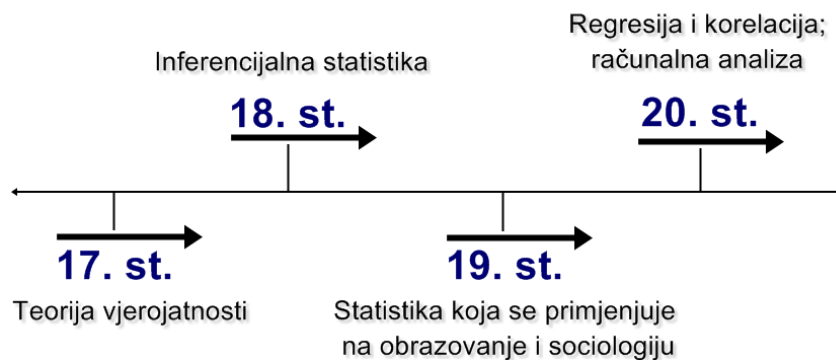 Regresija i korelacija;
računalna analiza
Inferencijalna statistika
18. st.
20. st.
17. st.
19. st.
Teorija vjerojatnosti
Statistika koja se primjenjuje
na obrazovanje i sociologiju